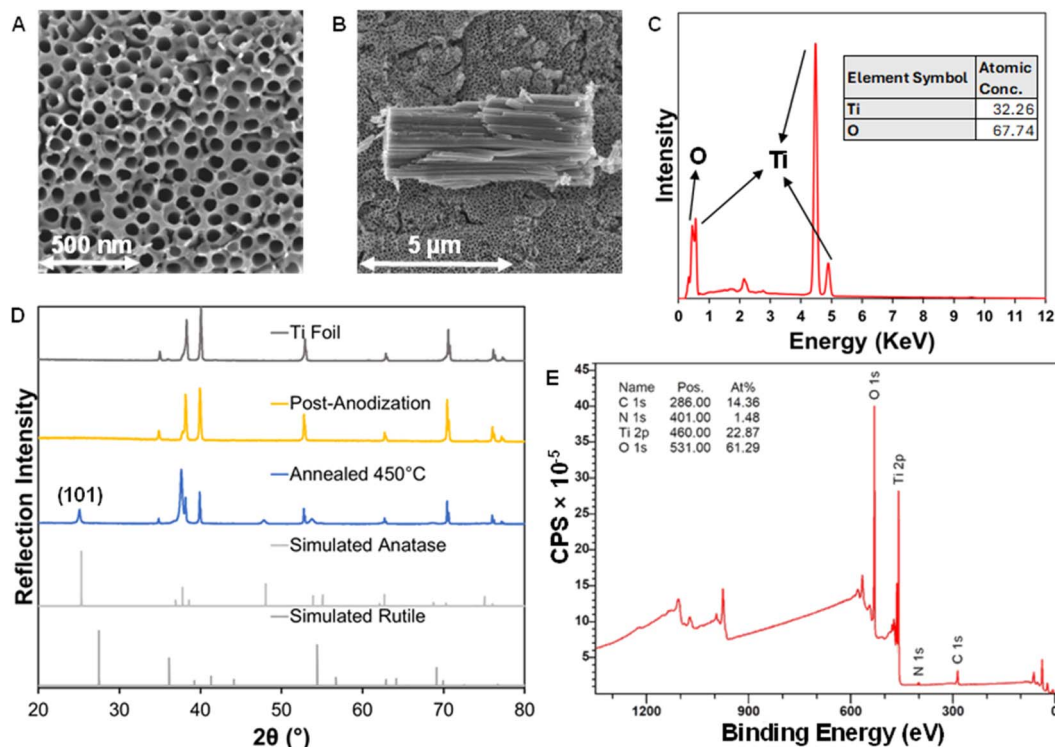 A
500 nm
B
5 µm
C
Intensity
O
Ti
Element Symbol Atomic Conc.
Ti 32.26
O 67.74
0 1 2 3 4 5 6 7 8 9 10 11 12
Energy (KeV)
D
Reflection Intensity
Ti Foil
Post-Anodization
Annealed 450°C
(101)
Simulated Anatase
Simulated Rutile
20 30 40 50 60 70 80
2θ (°)
E
CPS × 10-5
45
40
35
30
25
20
15
10
5
Name Pos. At%
C 1s 286.00 14.36
N 1s 401.00 1.48
Ti 2p 460.00 22.87
O 1s 531.00 61.29
O 1s
Ti 2p
N 1s
C 1s
1200 900 600 300 0
Binding Energy (eV)